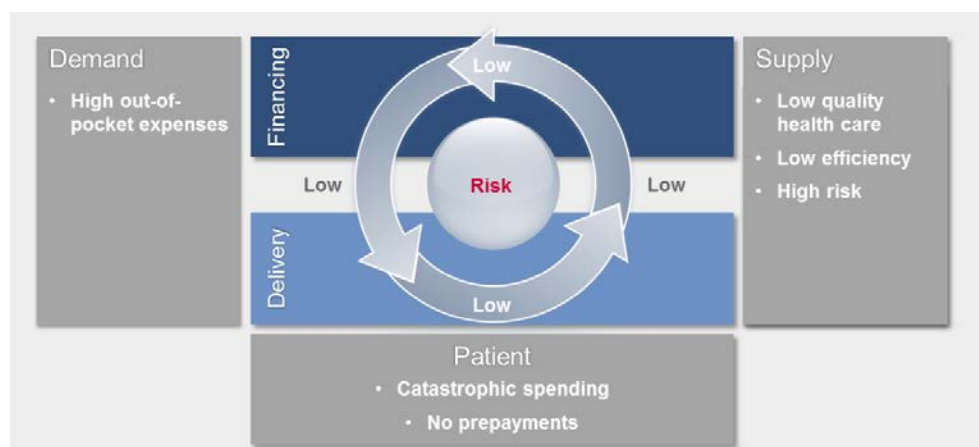 Demand
• High out-of-
pocket expenses
Financing
Low
Low
Risk
Low
Delivery
Low
Supply
• Low quality
health care
• Low efficiency
• High risk
Patient
• Catastrophic spending
• No prepayments